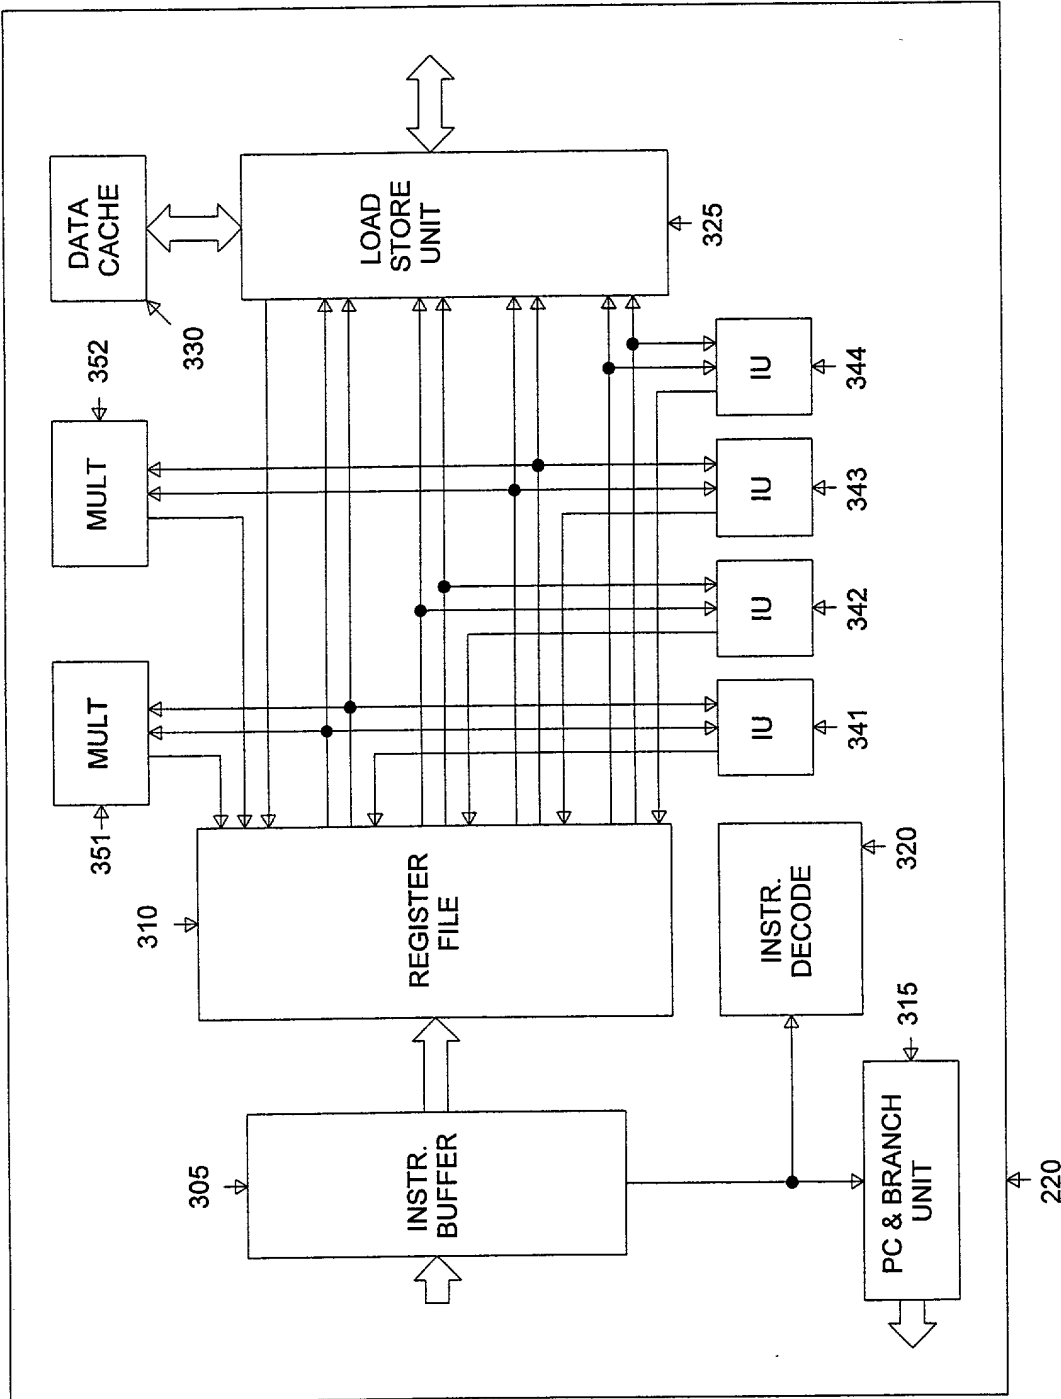 305
INSTR.
BUFFER
310
REGISTER
FILE
351
MULT
352
MULT
330
DATA
CACHE
LOAD
STORE
UNIT
325
PC & BRANCH
UNIT
315
INSTR.
DECODE
320
IU
341
IU
342
IU
343
IU
344
220